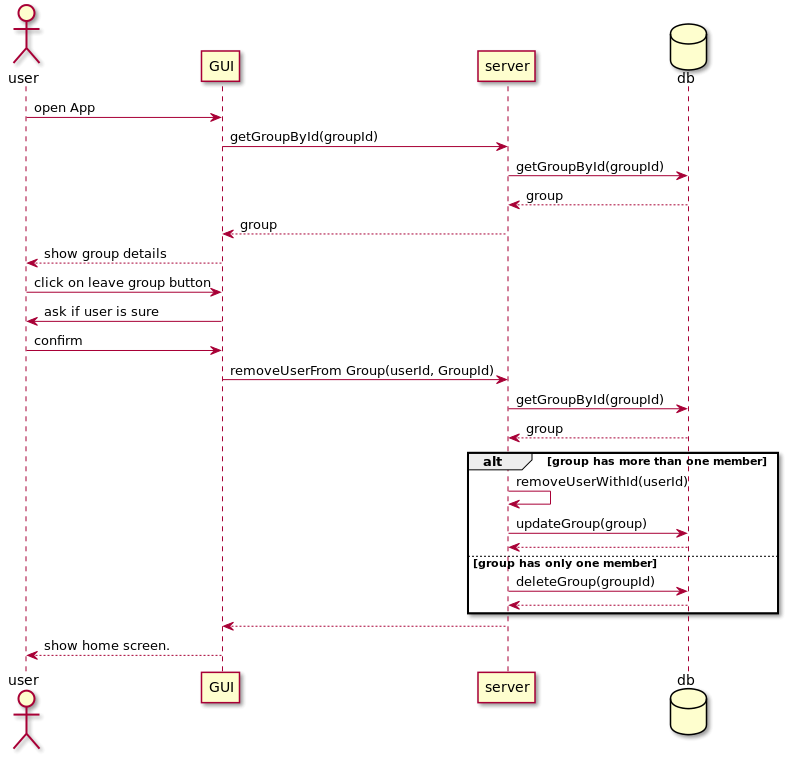 user
GUI
server
db
open App
getGroupById(groupId)
getGroupById(groupId)
group
group
show group details
click on leave group button
ask if user is sure
confirm
removeUserFrom Group(userId, GroupId)
getGroupById(groupId)
group
alt [group has more than one member]
removeUserWithId(userId)
updateGroup(group)
[group has only one member]
deleteGroup(groupId)
show home screen.
user
GUI
server
db